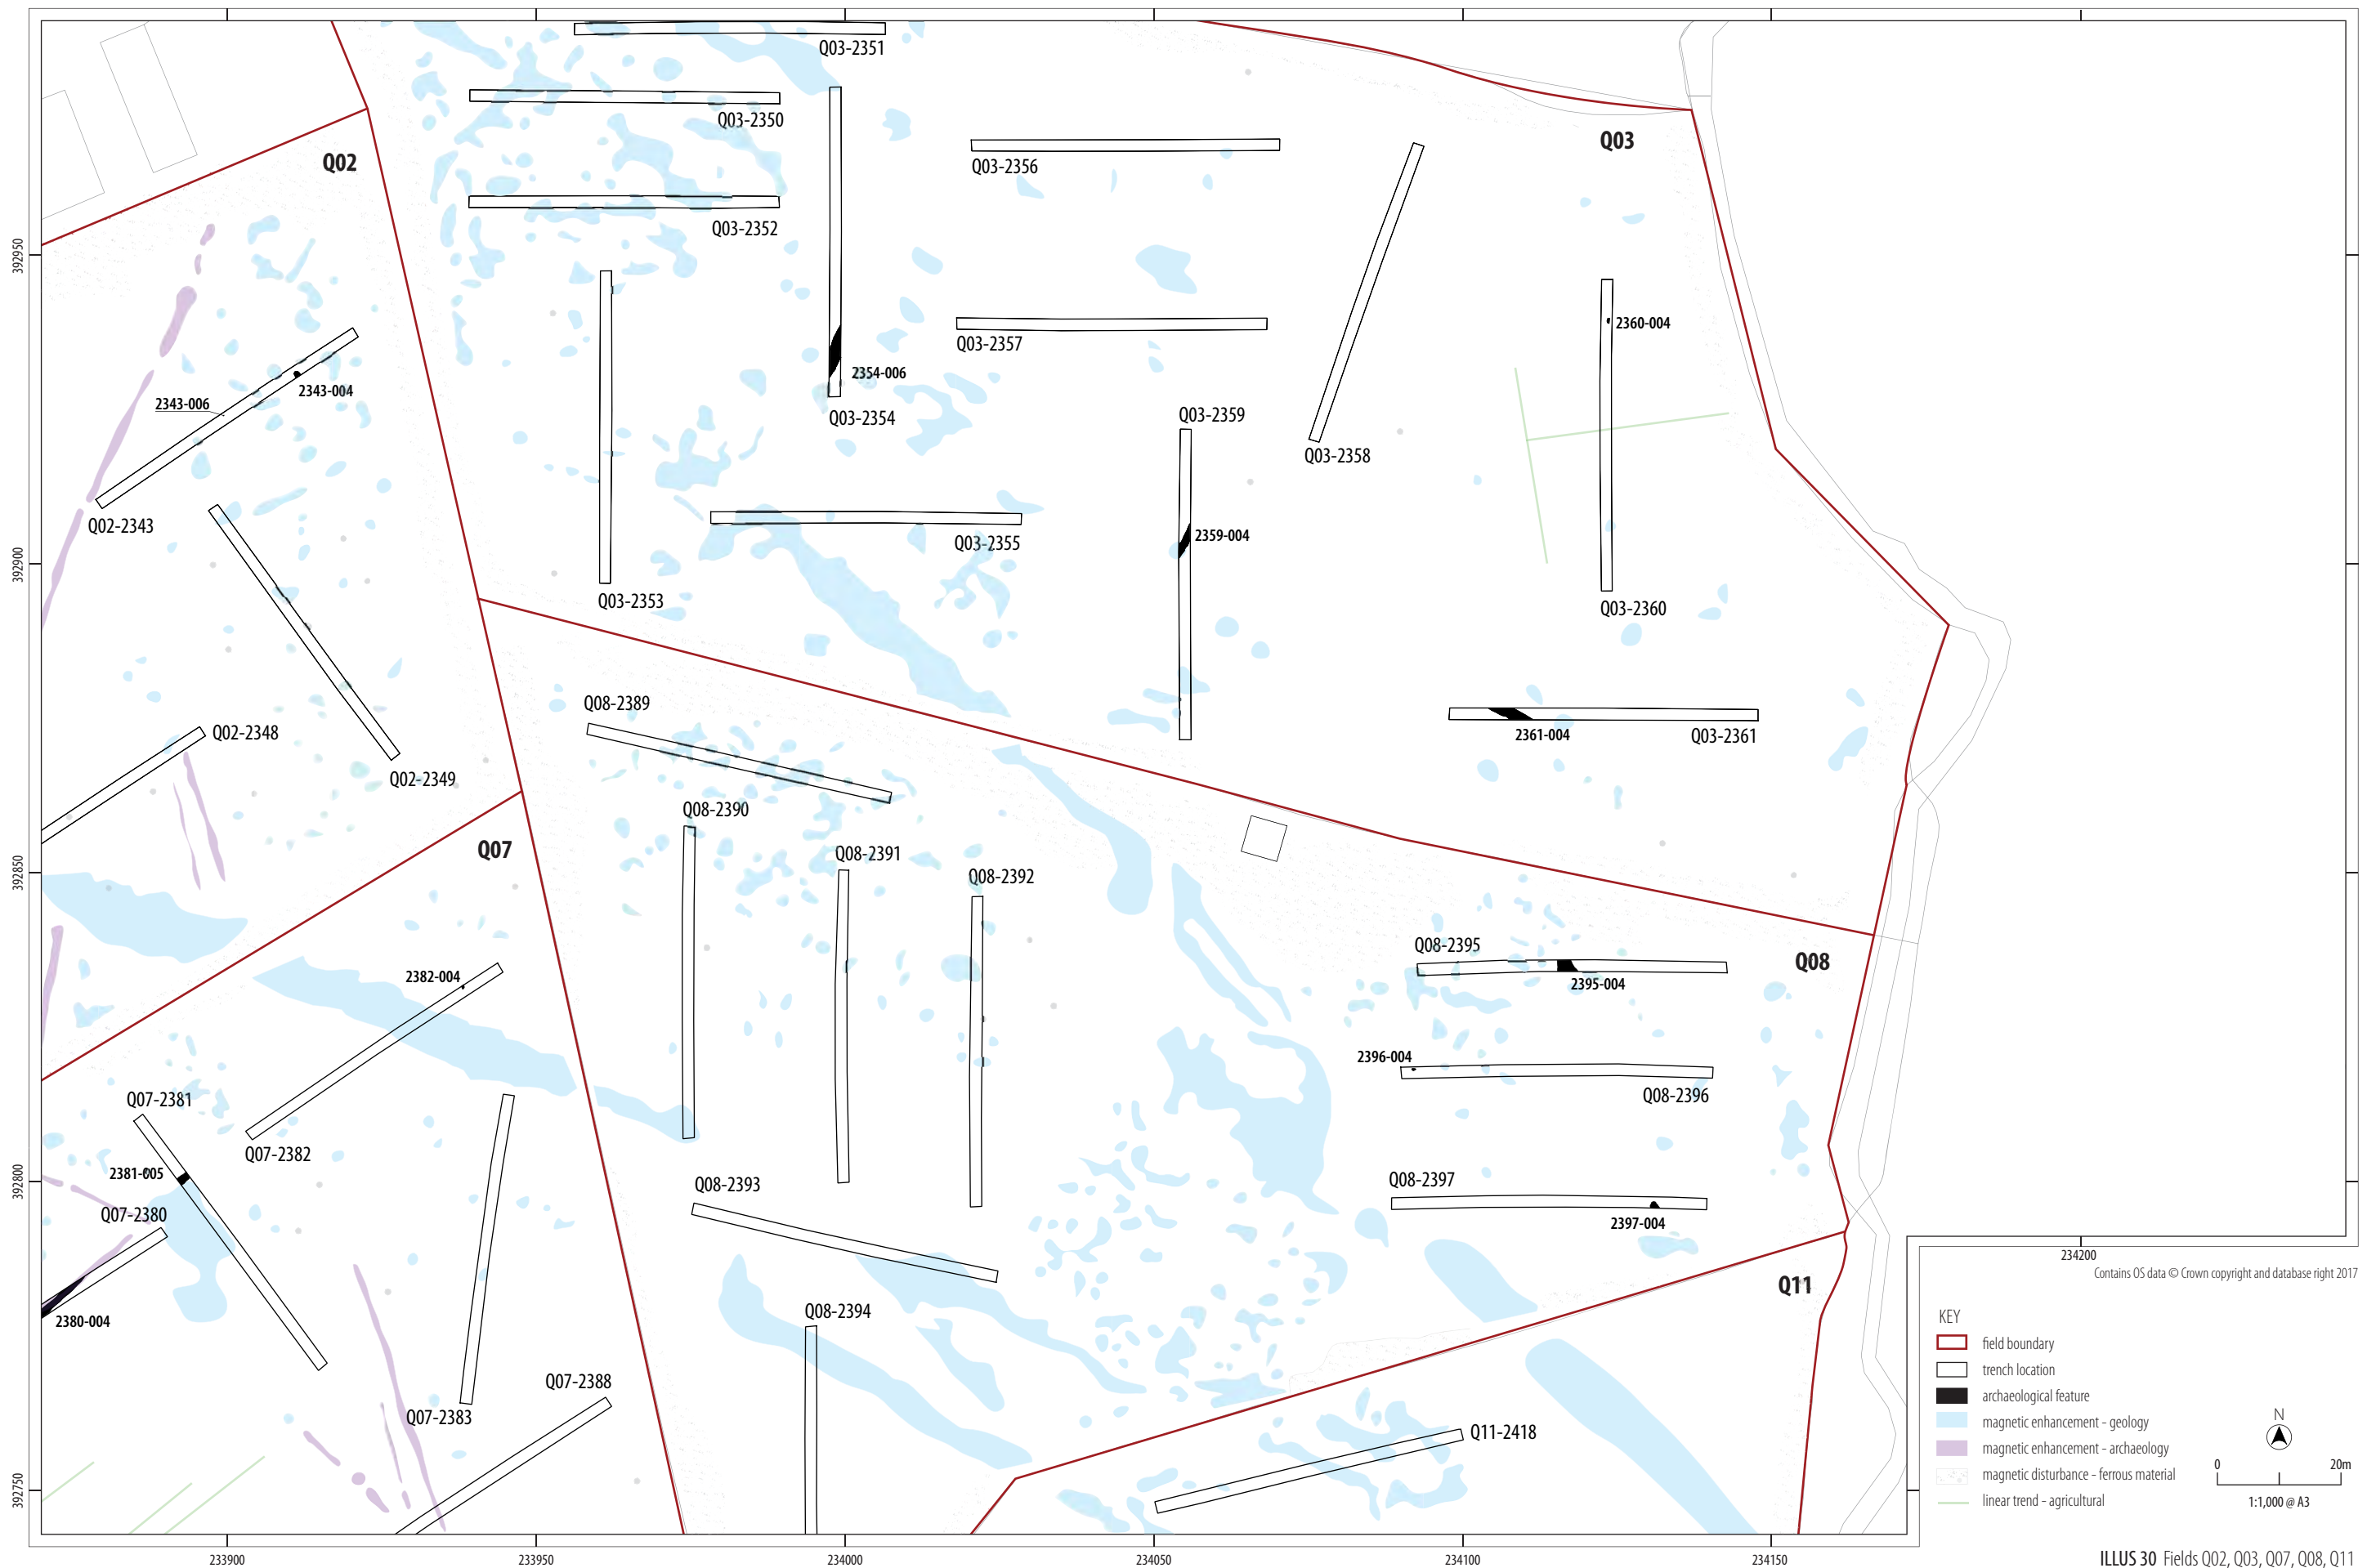 Q03-2351
Q03-2350
Q03-2356
Q03
Q02
Q03-2352
392950
2360-004
Q03-2357
2354-006
2343-004
2343-006
Q03-2354
Q03-2359
Q03-2358
Q02-2343
2359-004
Q03-2355
392900
Q03-2353
Q03-2360
Q08-2389
Q02-2348
2361-004
Q03-2361
Q02-2349
Q08-2390
Q07
Q08-2391
Q08-2392
392850
Q08-2395
Q08
2382-004
2395-004
2396-004
Q07-2381
Q08-2396
Q07-2382
2381-005
392800
Q08-2397
Q08-2393
Q07-2380
2397-004
234200
Contains OS data © Crown copyright and database right 2017
Q11
Q08-2394
2380-004
KEY
field boundary
trench location
Q07-2388
archaeological feature
Q07-2383
magnetic enhancement - geology
N
Q11-2418
magnetic enhancement - archaeology
0 20m
magnetic disturbance - ferrous material
392750
linear trend - agricultural
1:1,000 @ A3
233900
233950
234000
234050
234100
234150
ILLUS 30 Fields Q02, Q03, Q07, Q08, Q11